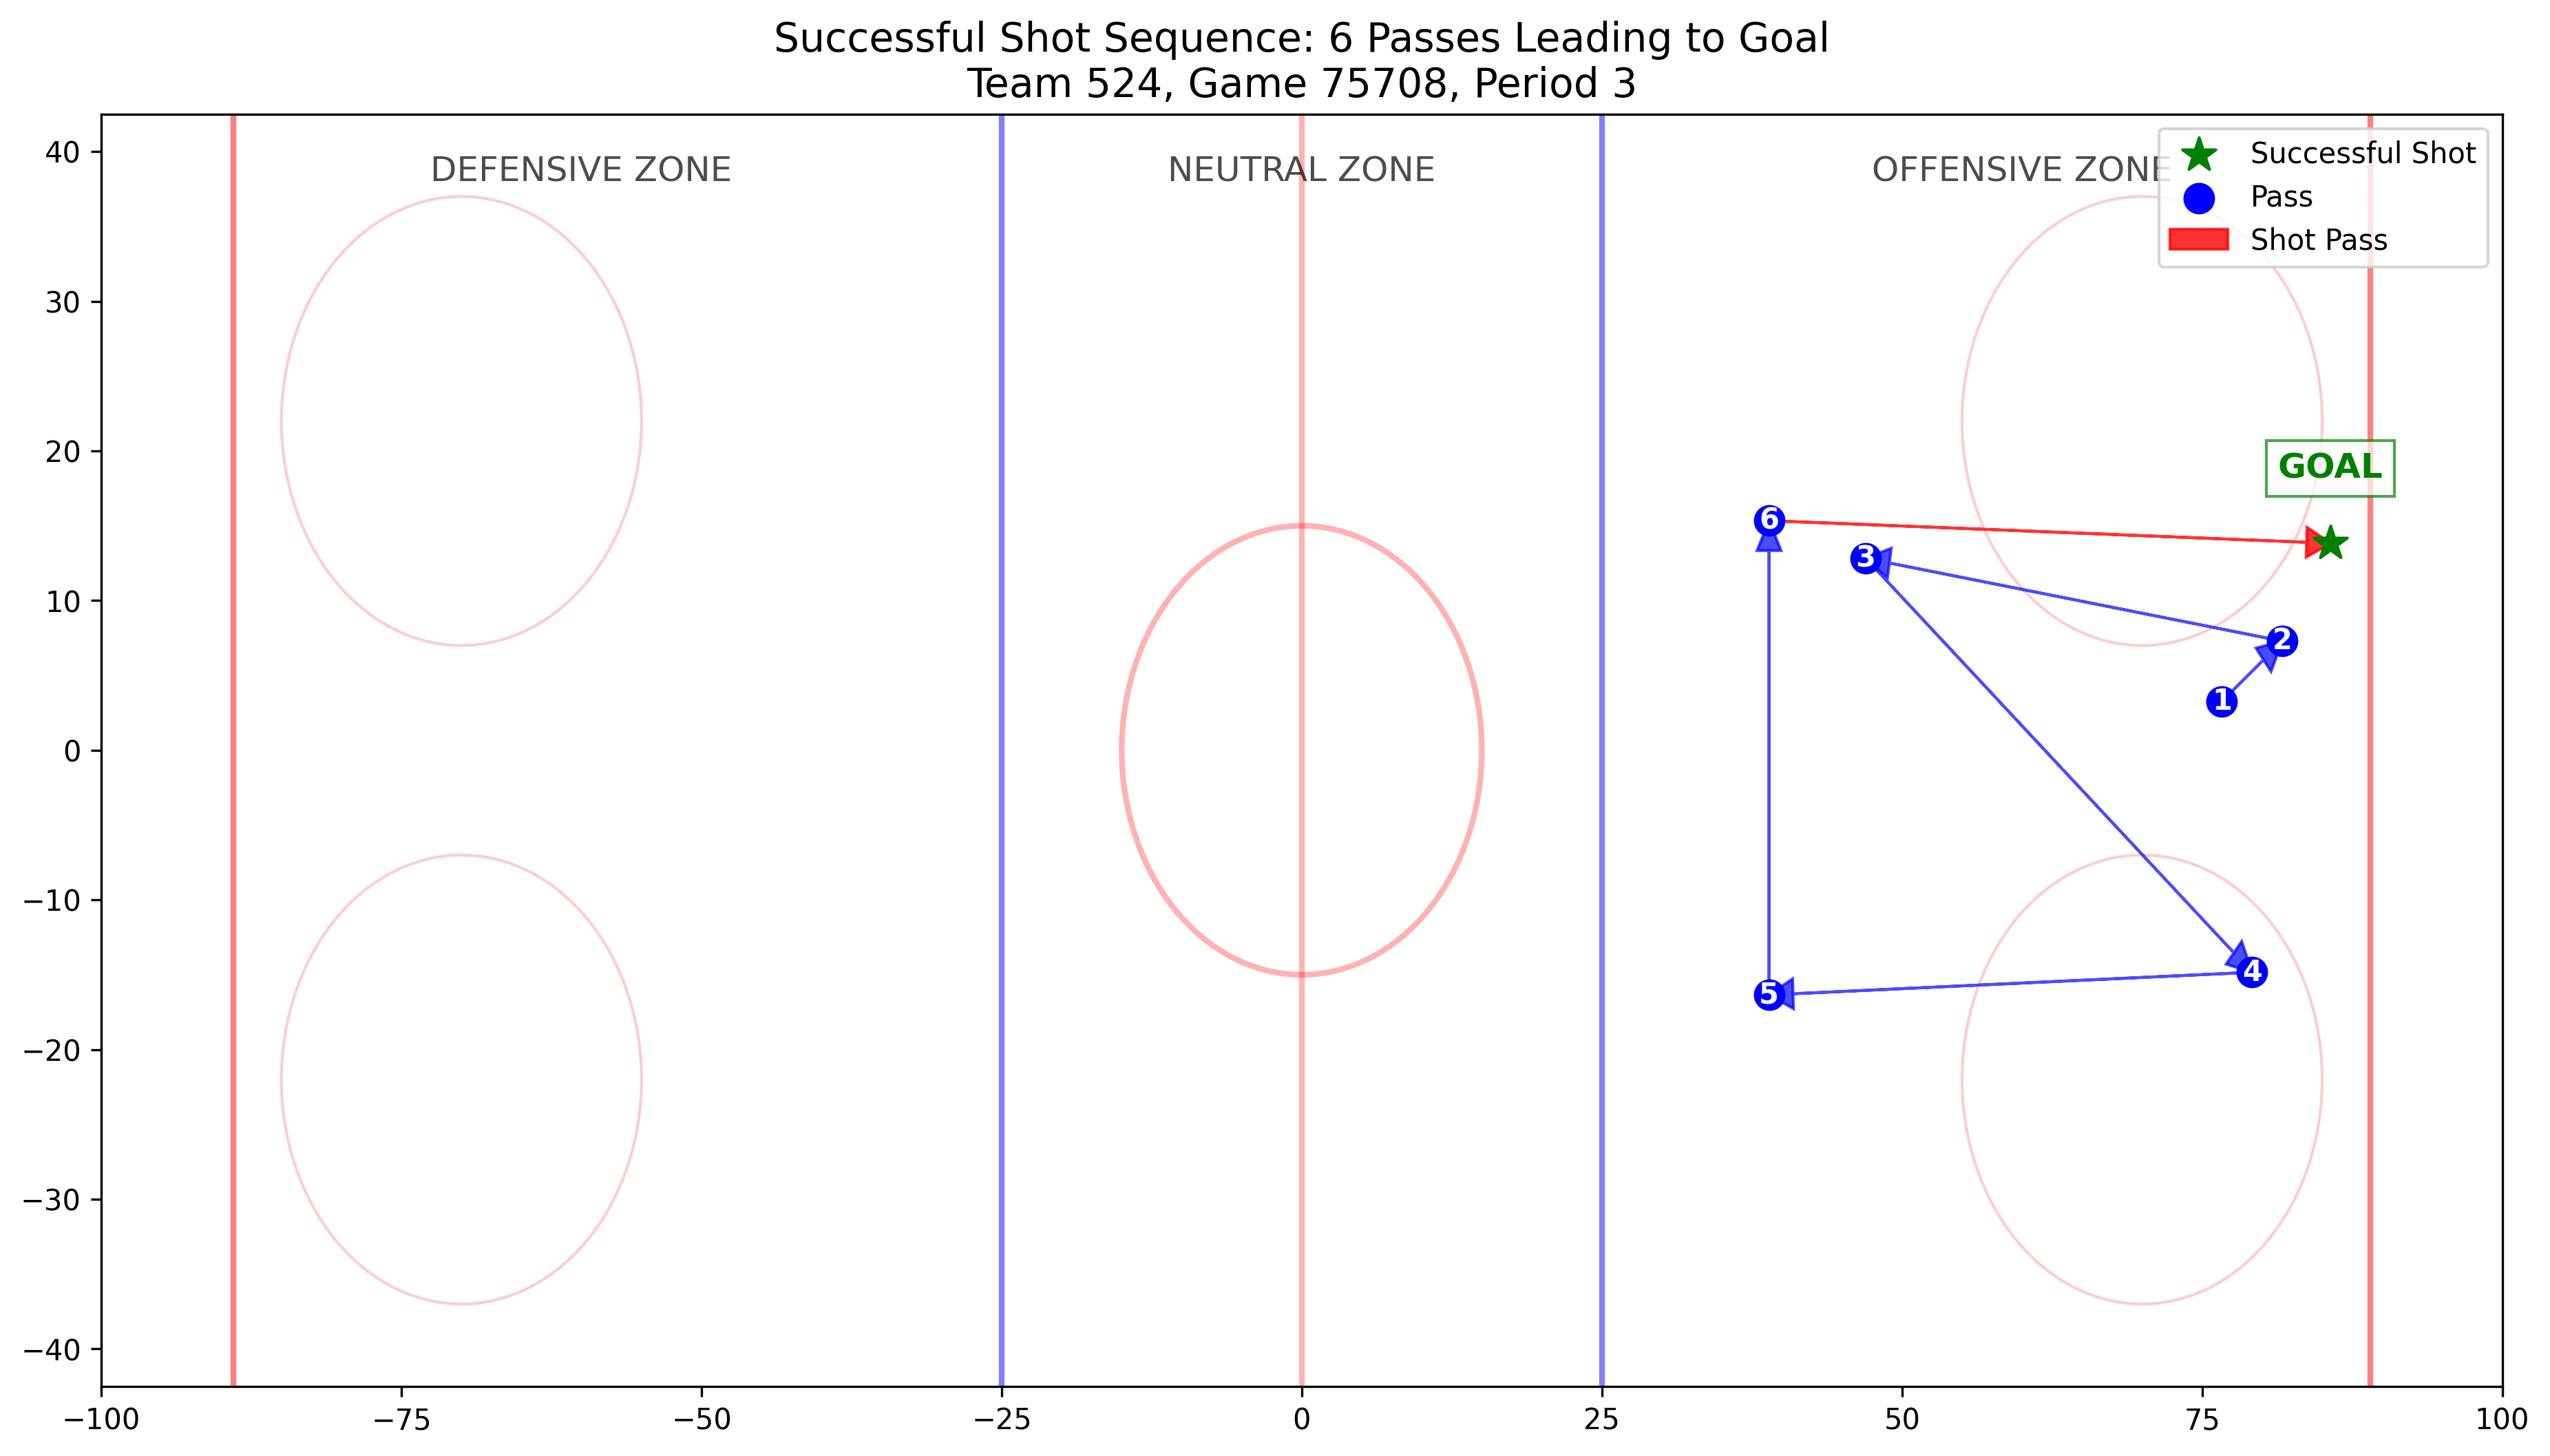 Successful Shot Sequence: 6 Passes Leading to Goal
Team 524, Game 75708, Period 3
DEFENSIVE ZONE
NEUTRAL ZONE
OFFENSIVE ZONE
Successful Shot
Pass
Shot Pass
GOAL
6
3
2
1
4
5
40
30
20
10
0
−10
−20
−30
−40
−100
−75
−50
−25
0
25
50
75
100